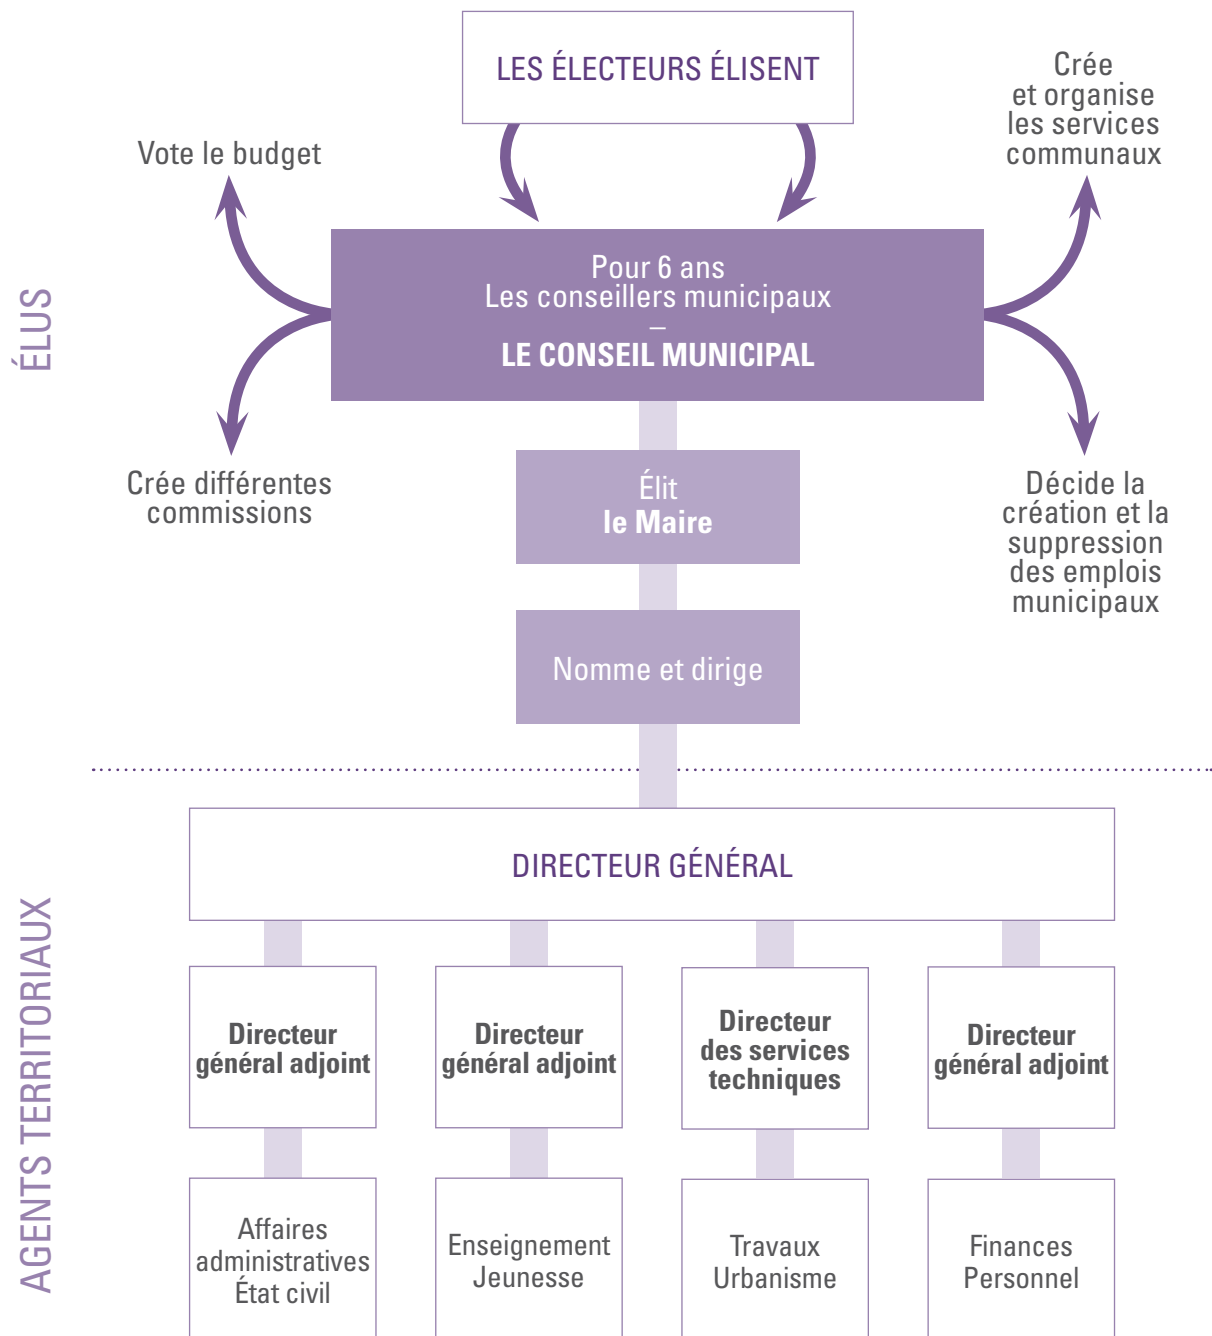 LES ÉLECTEURS ÉLISENT
Vote le budget
Crée
et organise
les services
communaux
ÉLUS
Pour 6 ans
Les conseillers municipaux
–
LE CONSEIL MUNICIPAL
Crée différentes
commissions
Élit
le Maire
Décide la
création et la
suppression
des emplois
municipaux
Nomme et dirige
AGENTS TERRITORIAUX
DIRECTEUR GÉNÉRAL
Directeur
général adjoint
Directeur
général adjoint
Directeur
des services
techniques
Directeur
général adjoint
Affaires
administratives
État civil
Enseignement
Jeunesse
Travaux
Urbanisme
Finances
Personnel